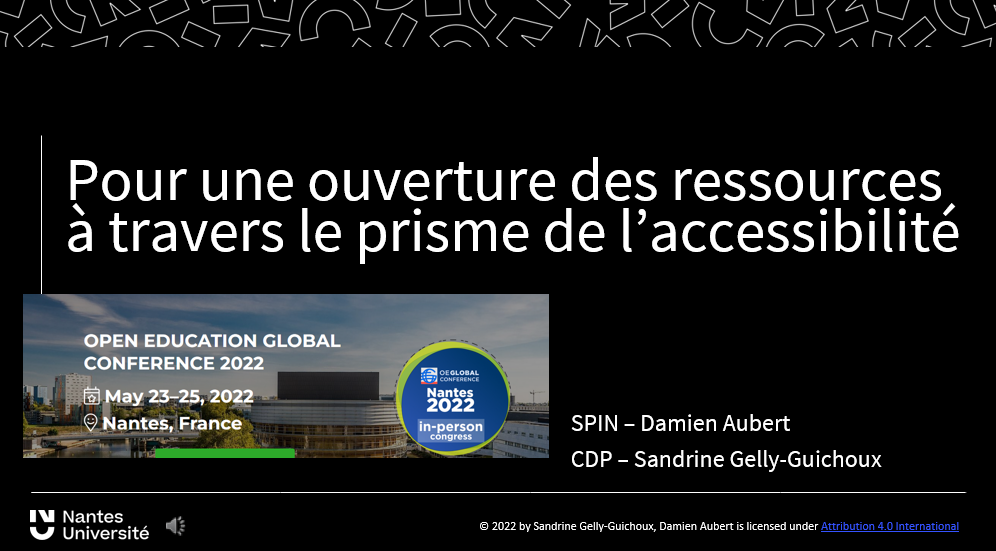 Pour une ouverture des ressources
à travers le prisme de l’accessibilité
OPEN EDUCATION GLOBAL
CONFERENCE 2022
May 23–25, 2022
Nantes, France
OEGLOBAL
CONFERENCE
Nantes
2022
in-person
congress
SPIN – Damien Aubert
CDP – Sandrine Gelly-Guichoux
Nantes
Université
© 2022 by Sandrine Gelly-Guichoux, Damien Aubert is licensed under Attribution 4.0 International